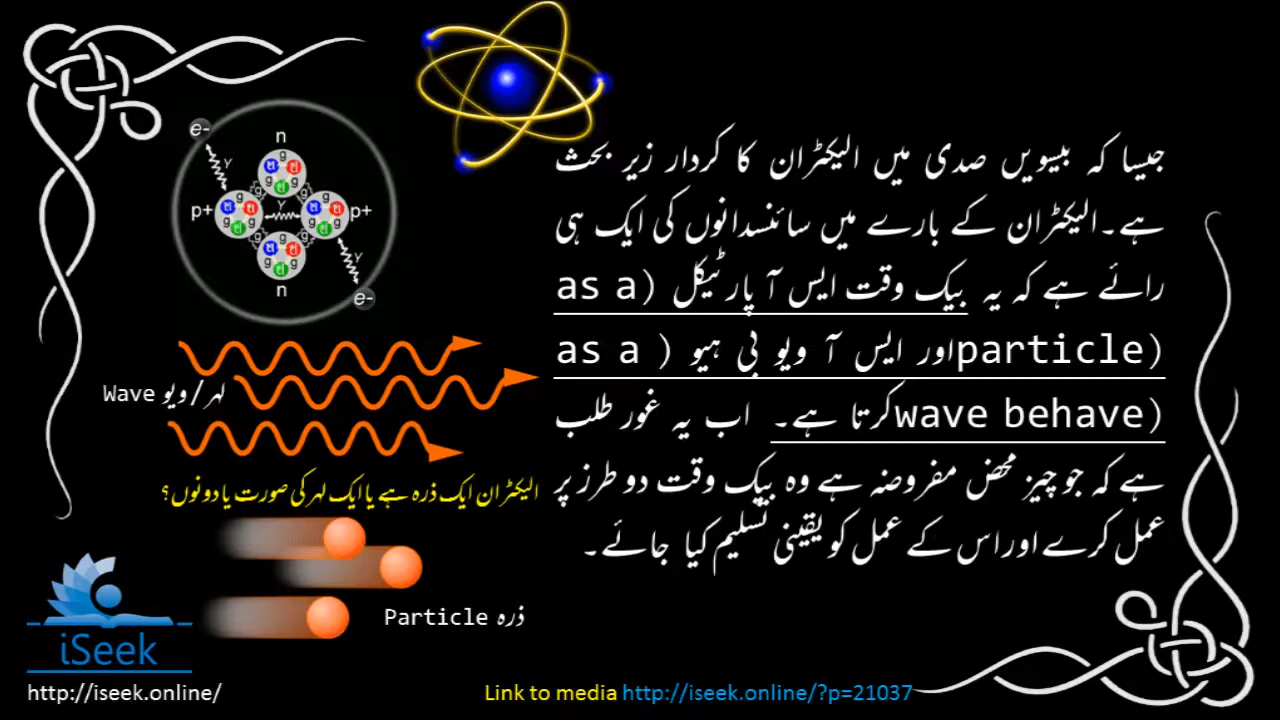 جیسا کہ بیسویں صدی میں الیکٹران کا کردار زیر بحث
ہے۔الیکٹران کے بارے میں سائنسدانوں کی ایک ہی
رائے ہے کہ یہ بیک وقت ایس آ پارٹیکل (as a
particle)اور ایس آ ویو بی ہیو (as a
wave behave)کرتا ہے۔ اب یہ غور طلب
ہے کہ جو چیز محض مفروضہ ہے وہ بیک وقت دو طرز پر
عمل کرے اور اس کے عمل کو یقینی تسلیم کیا جائے۔
e-
n
g
u d
g g
d
γ
p+
g
u d
g g
d
γ
g
u d
g g
d
p+
g
u d
g g
d
n
γ
e-
لہر/ویو Wave
الیکٹران ایک ذرہ ہے یا ایک لہر کی صورت یا دونوں؟
ذرہ Particle
iSeek
http://iseek.online/
Link to media http://iseek.online/?p=21037